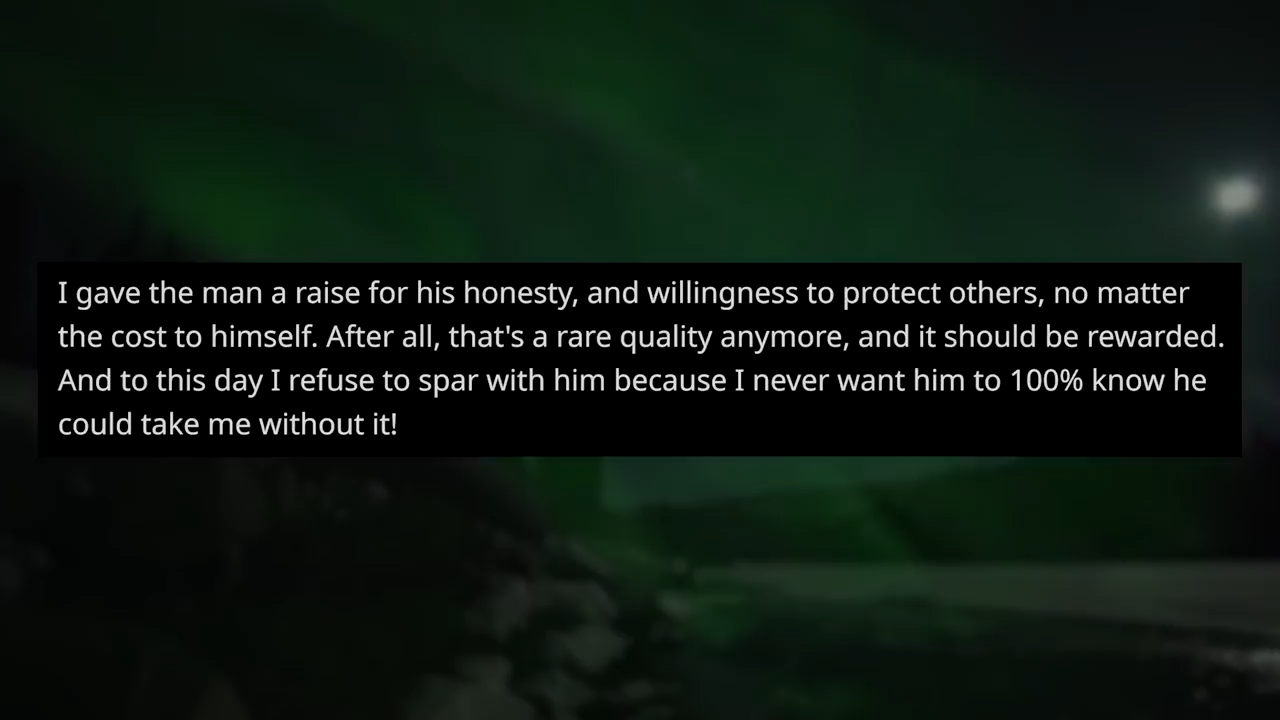 I gave the man a raise for his honesty, and willingness to protect others, no matter
the cost to himself. After all, that's a rare quality anymore, and it should be rewarded.
And to this day I refuse to spar with him because I never want him to 100% know he
could take me without it!